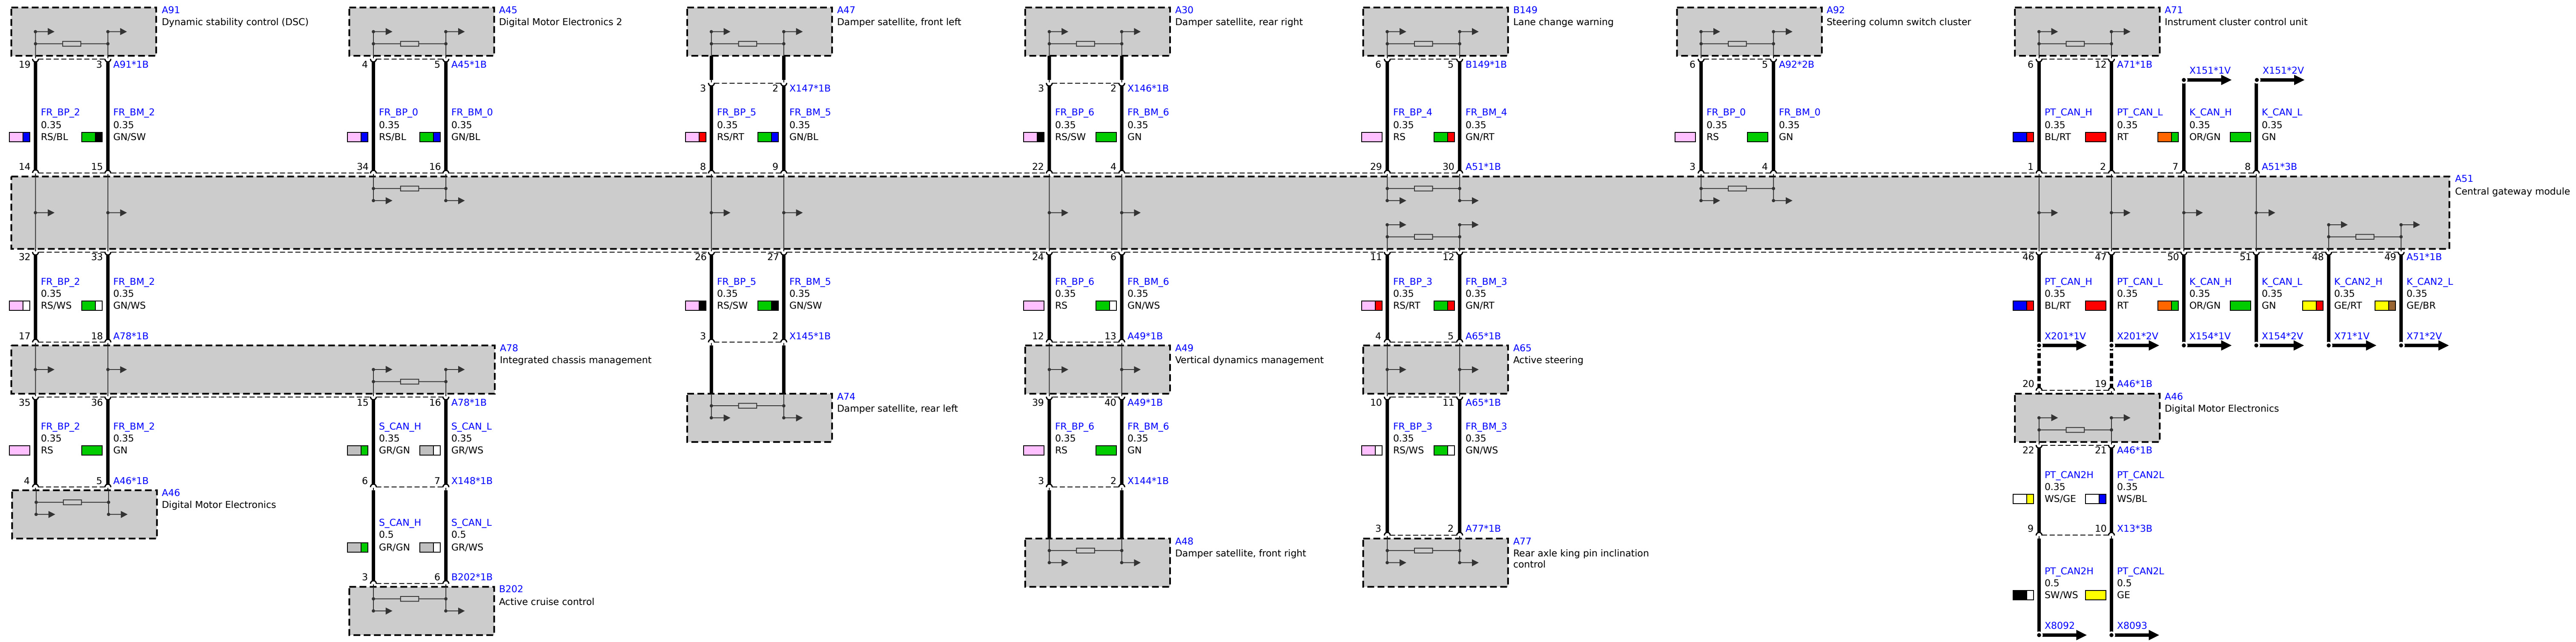 A91
Dynamic stability control (DSC)
A45
Digital Motor Electronics 2
A47
Damper satellite, front left
A30
Damper satellite, rear right
B149
Lane change warning
A92
Steering column switch cluster
A71
Instrument cluster control unit
19 3 A91*1B
4 5 A45*1B
6 5 B149*1B
6 5 A92*2B
6 12 A71*1B
X151*1V X151*2V
3 2 X147*1B
3 2 X146*1B
FR_BP_2 FR_BM_2 FR_BP_0 FR_BM_0 FR_BP_5 FR_BM_5 FR_BP_6 FR_BM_6 FR_BP_4 FR_BM_4 FR_BP_0 FR_BM_0 PT_CAN_H PT_CAN_L K_CAN_H K_CAN_L
0.35 0.35 0.35 0.35 0.35 0.35 0.35 0.35 0.35 0.35 0.35 0.35 0.35 0.35 0.35 0.35
RS/BL GN/SW RS/BL GN/BL RS/RT GN/BL RS/SW GN RS GN/RT RS GN BL/RT RT OR/GN GN
14 15 34 16 8 9 22 4 29 30 A51*1B 3 4 1 2 7 8 A51*3B
A51
Central gateway module
32 33 26 27 24 6 11 12 46 47 50 51 48 49 A51*1B
FR_BP_2 FR_BM_2 FR_BP_5 FR_BM_5 FR_BP_6 FR_BM_6 FR_BP_3 FR_BM_3 PT_CAN_H PT_CAN_L K_CAN_H K_CAN_L K_CAN2_H K_CAN2_L
0.35 0.35 0.35 0.35 0.35 0.35 0.35 0.35 0.35 0.35 0.35 0.35 0.35 0.35
RS/WS GN/WS RS/SW GN/SW RS GN/WS RS/RT GN/RT BL/RT RT OR/GN GN GE/RT GE/BR
17 18 A78*1B 3 2 X145*1B 12 13 A49*1B 4 5 A65*1B X201*1V X201*2V X154*1V X154*2V X71*1V X71*2V
A78
Integrated chassis management
A49
Vertical dynamics management
A65
Active steering
20 19 A46*1B
35 36 15 16 A78*1B
A74
Damper satellite, rear left
39 40 A49*1B
10 11 A65*1B
A46
Digital Motor Electronics
FR_BP_2 FR_BM_2 S_CAN_H S_CAN_L FR_BP_6 FR_BM_6 FR_BP_3 FR_BM_3
0.35 0.35 0.35 0.35 0.35 0.35 0.35 0.35
RS GN GR/GN GR/WS RS GN RS/WS GN/WS
22 21 A46*1B
4 5 A46*1B 6 7 X148*1B 3 2 X144*1B
PT_CAN2H PT_CAN2L
0.35 0.35
WS/GE WS/BL
A46
Digital Motor Electronics
S_CAN_H S_CAN_L
0.5 0.5
GR/GN GR/WS
3 2 A77*1B
9 10 X13*3B
A48
Damper satellite, front right
A77
Rear axle king pin inclination
control
3 6 B202*1B
PT_CAN2H PT_CAN2L
0.5 0.5
SW/WS GE
B202
Active cruise control
X8092 X8093